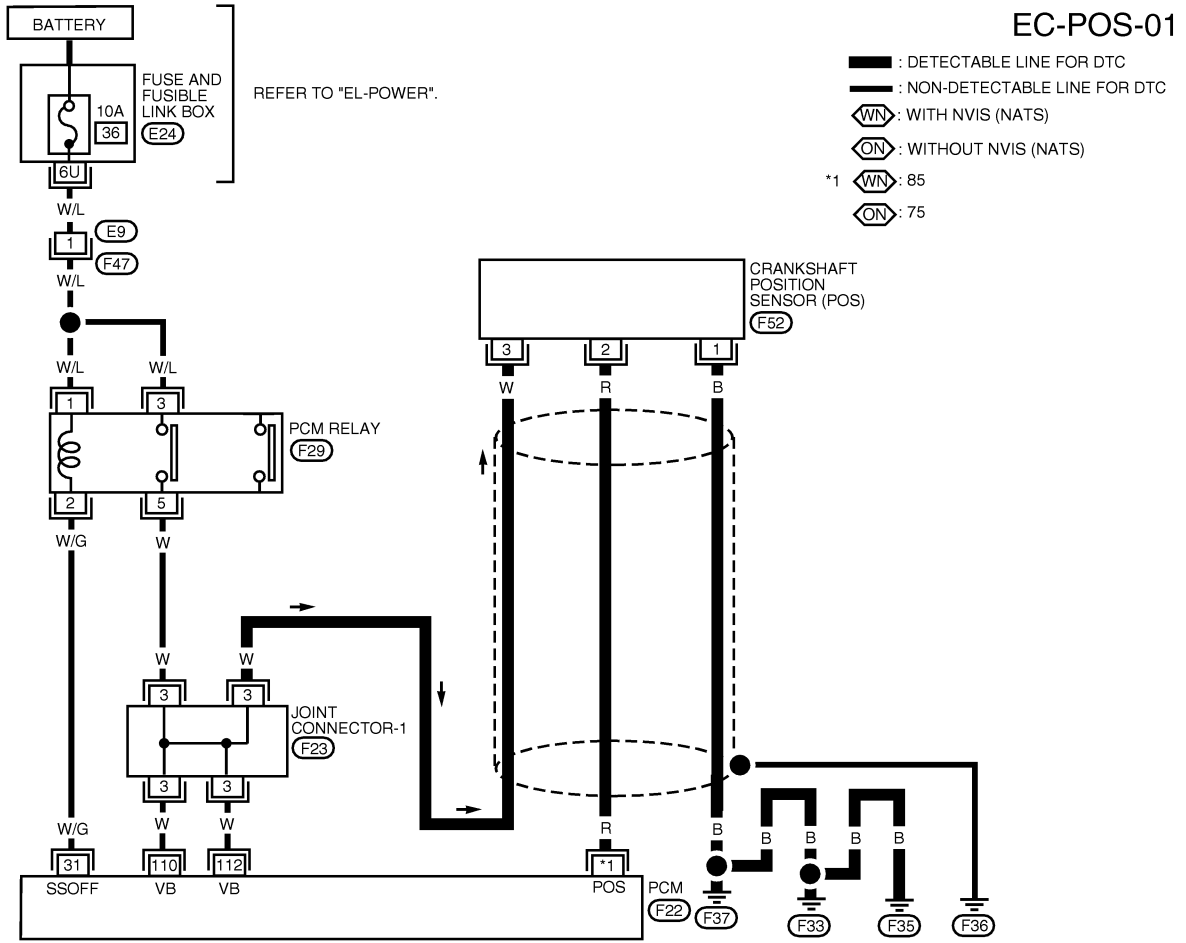 EC-POS-01
BATTERY
FUSE AND
FUSIBLE
LINK BOX
E24
10A
36
REFER TO "EL-POWER".
: DETECTABLE LINE FOR DTC
: NON-DETECTABLE LINE FOR DTC
WN : WITH NVIS (NATS)
ON : WITHOUT NVIS (NATS)
*1 WN : 85
ON : 75
6U
W/L
1
E9
F47
W/L
W/L W/L
1 3
PCM RELAY
F29
2 5
W/G W
CRANKSHAFT
POSITION
SENSOR (POS)
F52
3 2 1
W R B
W W
3 3
JOINT
CONNECTOR-1
F23
3 3
W/G W W R B B B B B
31 110 112 *1
SSOFF VB VB POS
PCM
F22
F37 F33 F35 F36